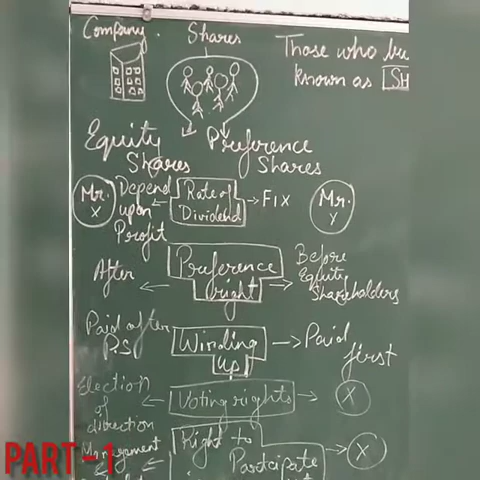 Company. Shares
Those who bu
known as SH
Equity Shares
Preference Shares
Mr. X
Depend upon Profit
Rate of Dividend
Fix
Mr. Y
After
Preference right
Before Equity Shareholders
Paid after P.S
Winding up
Paid first
Election of direction
Voting rights
X
Management
Right to Participate
X
PART -1